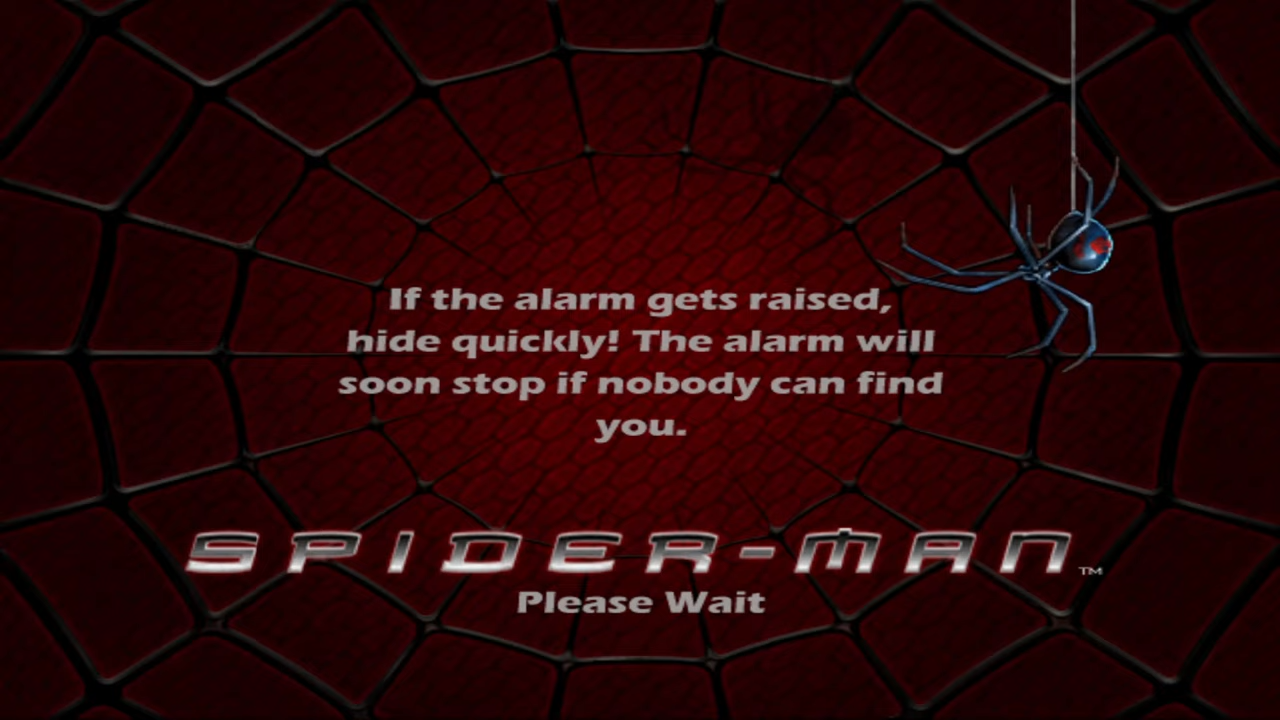 If the alarm gets raised,
hide quickly! The alarm will
soon stop if nobody can find
you.
SPIDER-MAN™
Please Wait